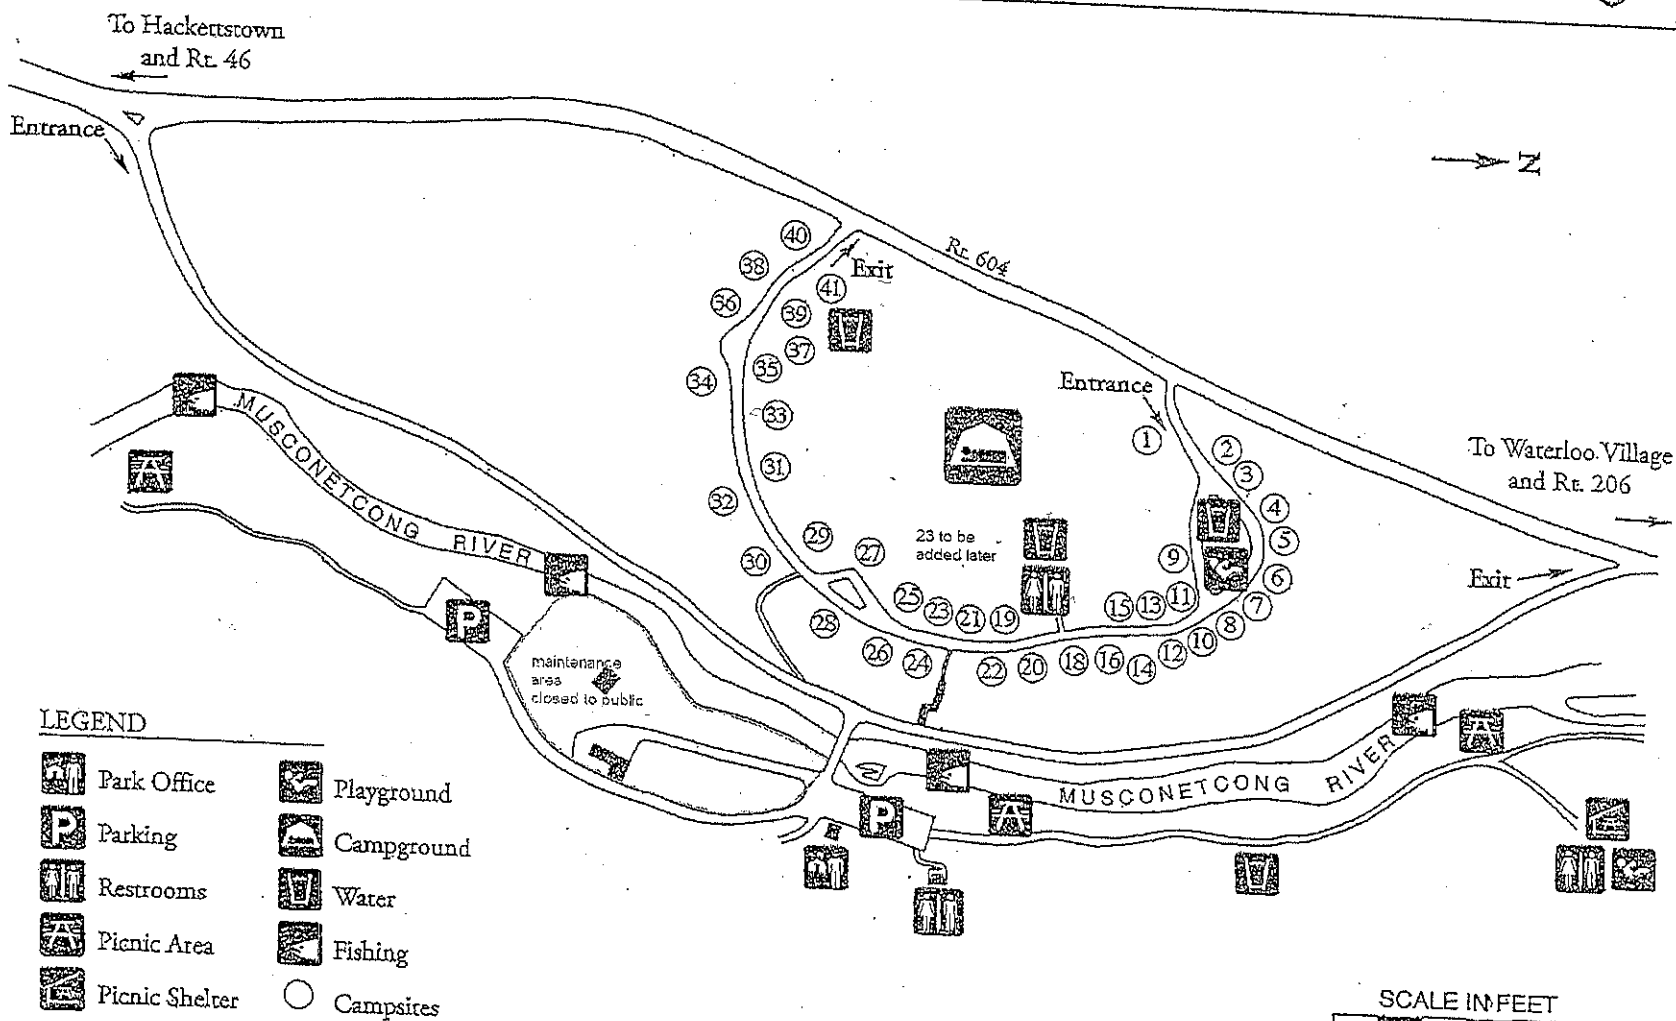 To Hackettstown
and Rt. 46
Entrance
N
Rt. 604
Exit
40
38
36
41
39
37
35
34
33
31
32
29
27
30
28
25
23
21
19
26
24
22
20
18
16
14
12
10
15
13
11
9
8
7
6
5
4
3
2
1
Entrance
23 to be
added later
To Waterloo Village
and Rt. 206
Exit
MUSCONETCONG RIVER
P
maintenance
area
closed to public
P
MUSCONETCONG RIVER
LEGEND
Park Office
P Parking
Restrooms
Picnic Area
Picnic Shelter
Playground
Campground
Water
Fishing
Campsites
SCALE IN FEET